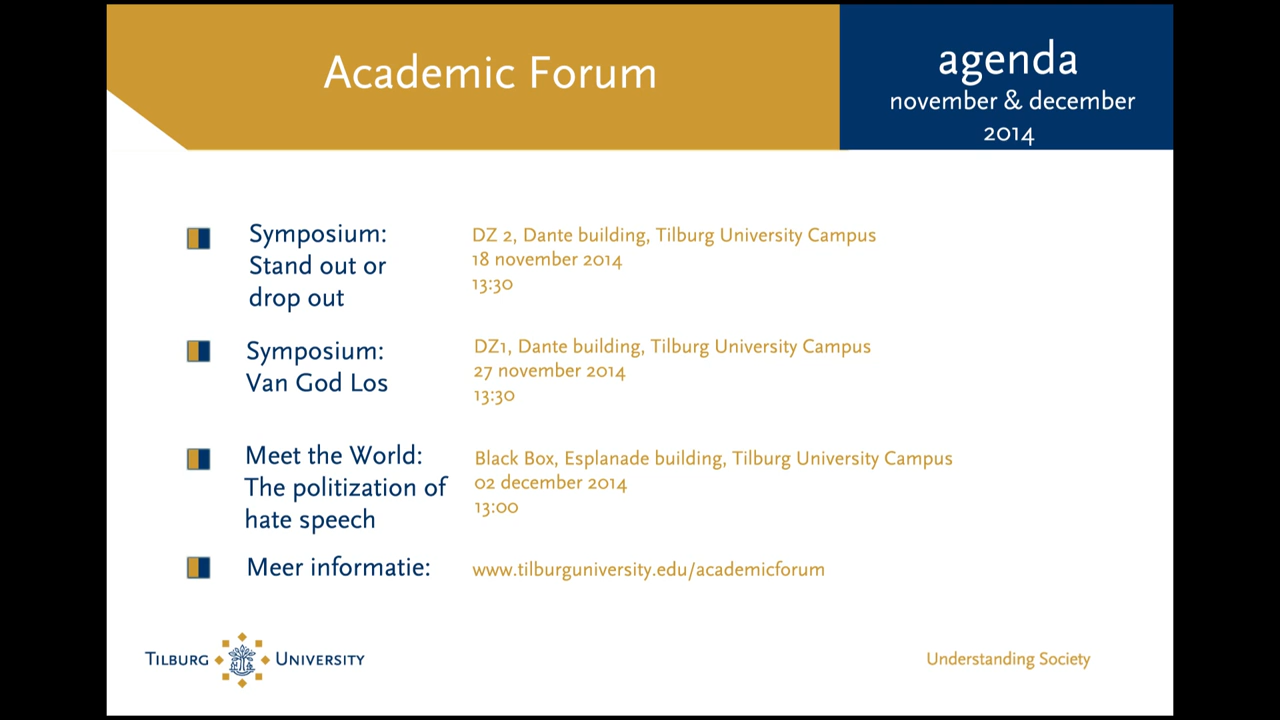 Academic Forum
agenda
november & december
2014
Symposium:
Stand out or
drop out
DZ 2, Dante building, Tilburg University Campus
18 november 2014
13:30
Symposium:
Van God Los
DZ1, Dante building, Tilburg University Campus
27 november 2014
13:30
Meet the World:
The politization of
hate speech
Black Box, Esplanade building, Tilburg University Campus
02 december 2014
13:00
Meer informatie:
www.tilburguniversity.edu/academicforum
Tilburg University
Understanding Society